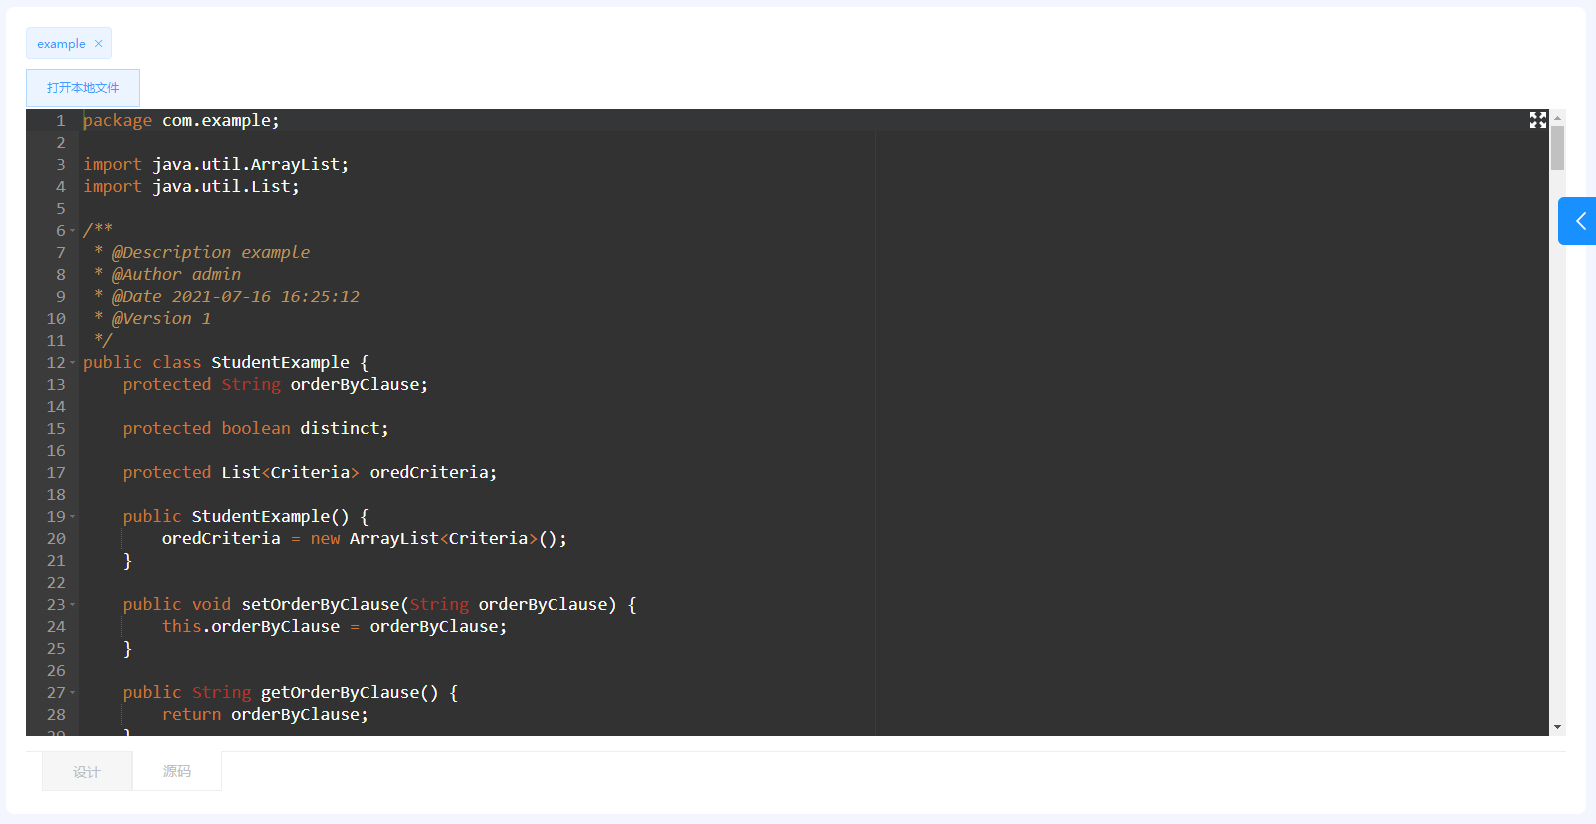 example ×
打开本地文件
1 package com.example;
2
3 import java.util.ArrayList;
4 import java.util.List;
5
6 /**
7  * @Description example
8  * @Author admin
9  * @Date 2021-07-16 16:25:12
10  * @Version 1
11  */
12 public class StudentExample {
13     protected String orderByClause;
14
15     protected boolean distinct;
16
17     protected List<Criteria> oredCriteria;
18
19     public StudentExample() {
20         oredCriteria = new ArrayList<Criteria>();
21     }
22
23     public void setOrderByClause(String orderByClause) {
24         this.orderByClause = orderByClause;
25     }
26
27     public String getOrderByClause() {
28         return orderByClause;
29     }
设计 源码